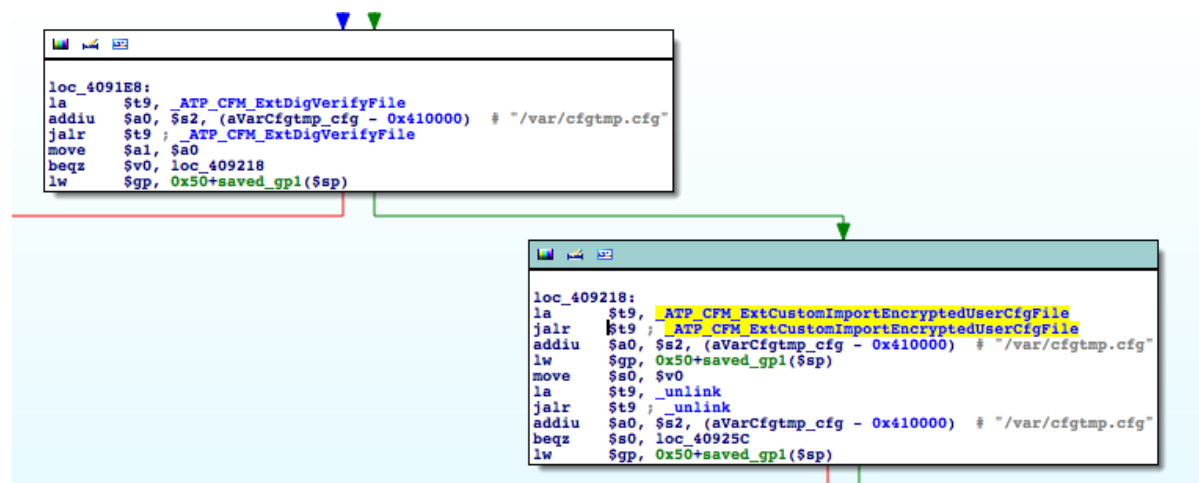 loc_4091E8:
la $t9, _ATP_CFM_ExtDigVerifyFile
addiu $a0, $s2, (aVarCfgtmp_cfg - 0x410000) # "/var/cfgtmp.cfg"
jalr $t9 ; _ATP_CFM_ExtDigVerifyFile
move $a1, $a0
beqz $v0, loc_409218
lw $gp, 0x50+saved_gp1($sp)
loc_409218:
la $t9, _ATP_CFM_ExtCustomImportEncryptedUserCfgFile
jalr $t9 ; _ATP_CFM_ExtCustomImportEncryptedUserCfgFile
addiu $a0, $s2, (aVarCfgtmp_cfg - 0x410000) # "/var/cfgtmp.cfg"
lw $gp, 0x50+saved_gp1($sp)
move $s0, $v0
la $t9, _unlink
jalr $t9 ; _unlink
addiu $a0, $s2, (aVarCfgtmp_cfg - 0x410000) # "/var/cfgtmp.cfg"
beqz $s0, loc_40925C
lw $gp, 0x50+saved_gp1($sp)